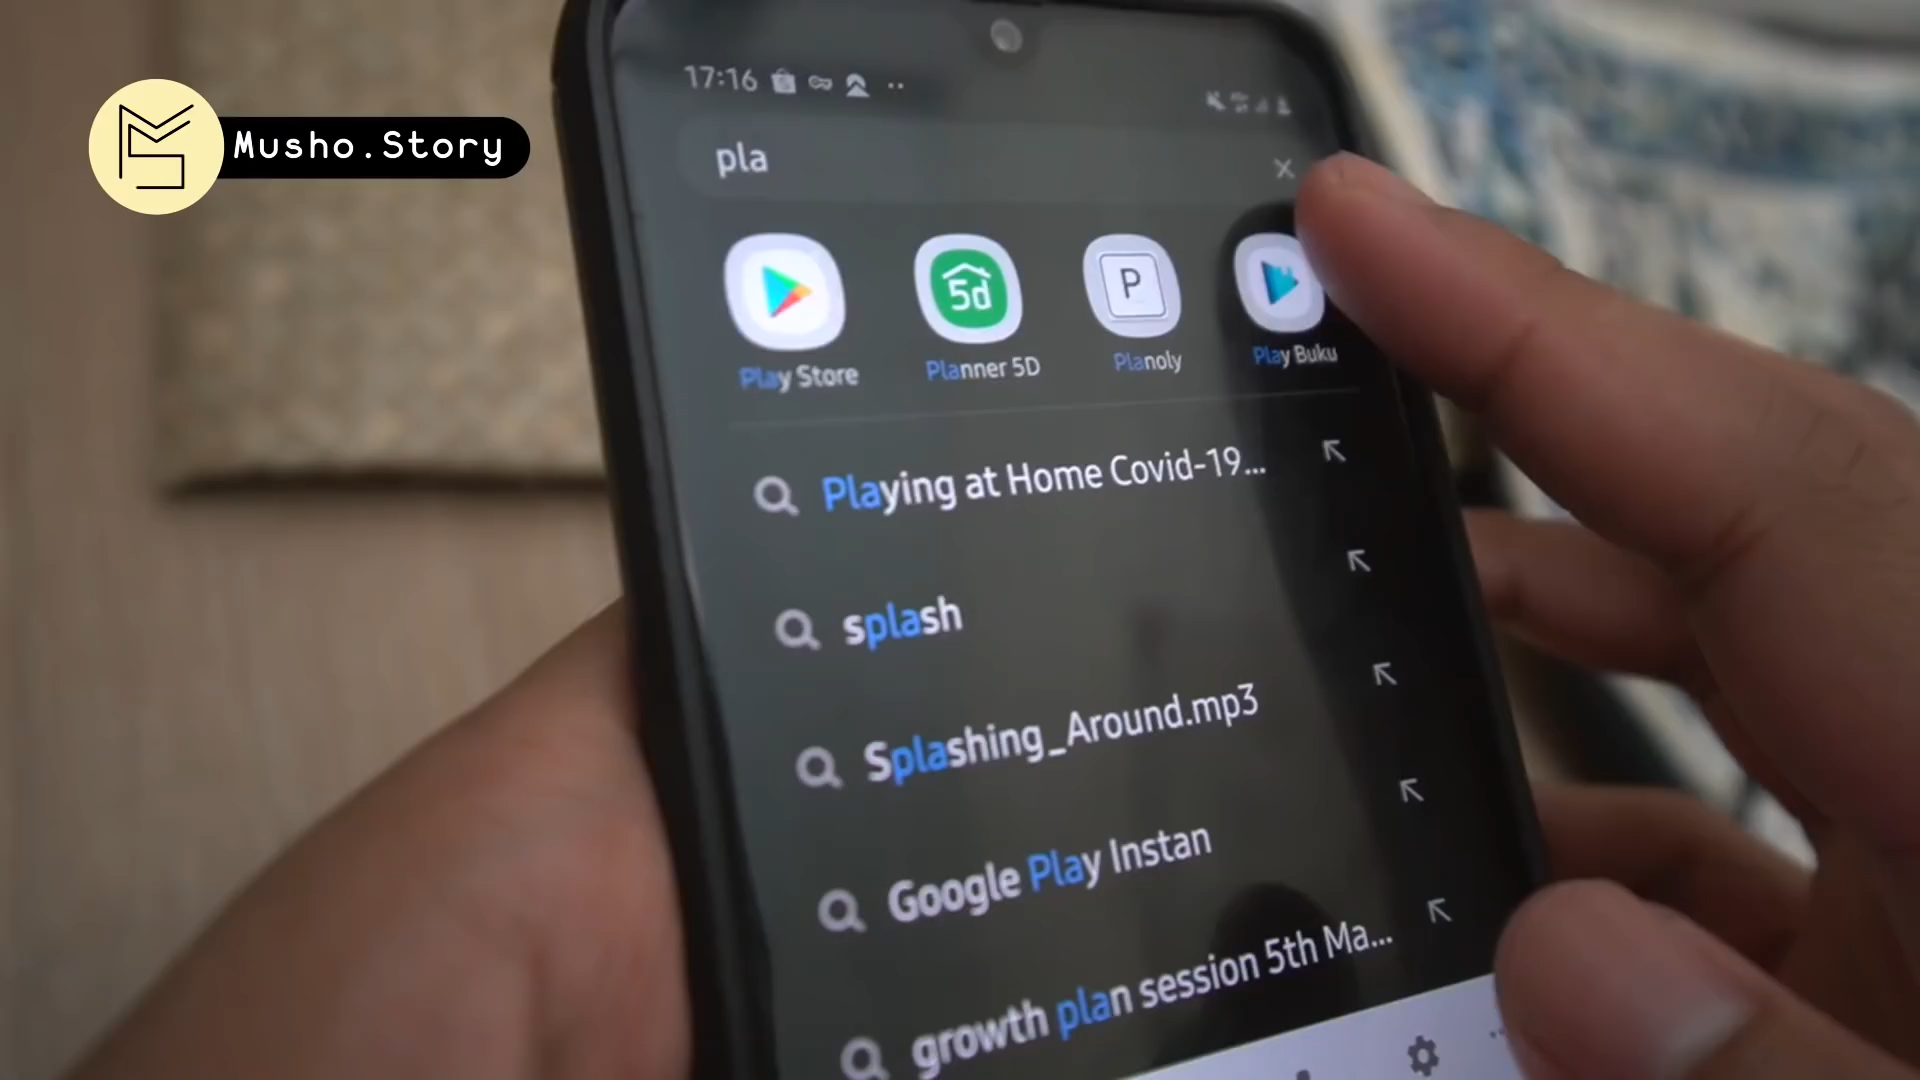 Musho.Story
17:16
pla
Play Store
Planner 5D
P
Planoly
Play Buku
Playing at Home Covid-19...
splash
Splashing_Around.mp3
Google Play Instan
growth plan session 5th Ma...